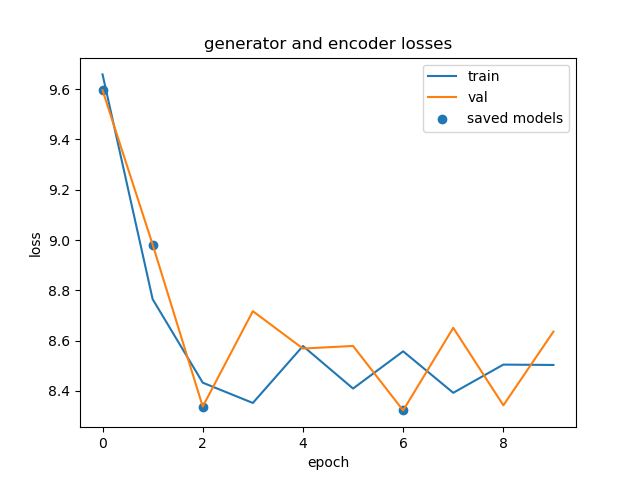 generator and encoder losses
train
val
saved models
loss
9.6
9.4
9.2
9.0
8.8
8.6
8.4
0 2 4 6 8
epoch